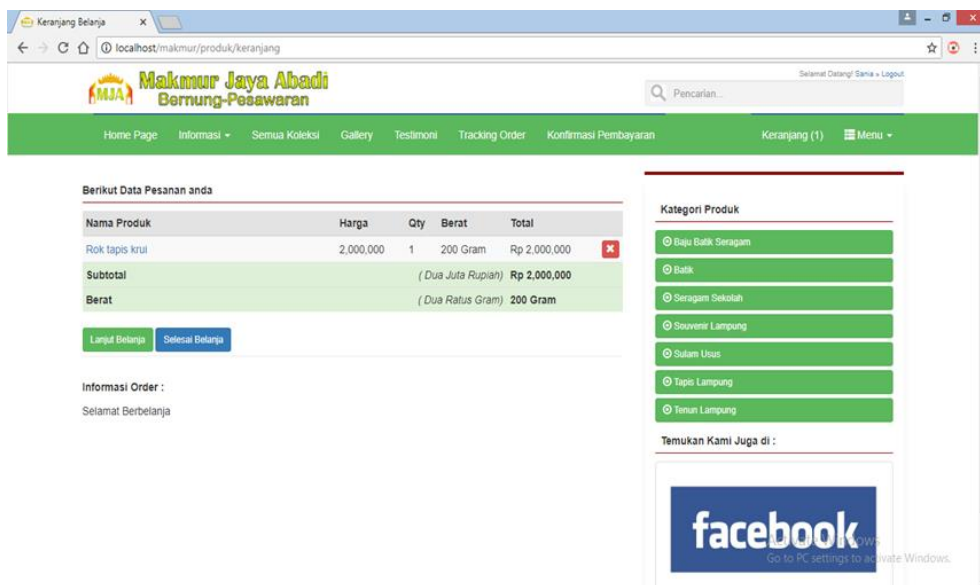 Keranjang Belanja
localhost/makmur/produk/keranjang
Selamat Datang! Sania » Logout
MJA
Makmur Jaya Abadi
Bernung-Pesawaran
Pencarian...
Home Page Informasi Semua Koleksi Gallery Testimoni Tracking Order Konfirmasi Pembayaran Keranjang (1) Menu
Berikut Data Pesanan anda
Nama Produk Harga Qty Berat Total
Rok tapis krui 2,000,000 1 200 Gram Rp 2,000,000
Subtotal ( Dua Juta Rupiah) Rp 2,000,000
Berat ( Dua Ratus Gram) 200 Gram
Lanjut Belanja Selesai Belanja
Informasi Order :
Selamat Berbelanja
Kategori Produk
Baju Batik Seragam
Batik
Seragam Sekolah
Souvenir Lampung
Sulam Usus
Tapis Lampung
Tenun Lampung
Temukan Kami Juga di :
facebook
Activate Windows
Go to PC settings to activate Windows.